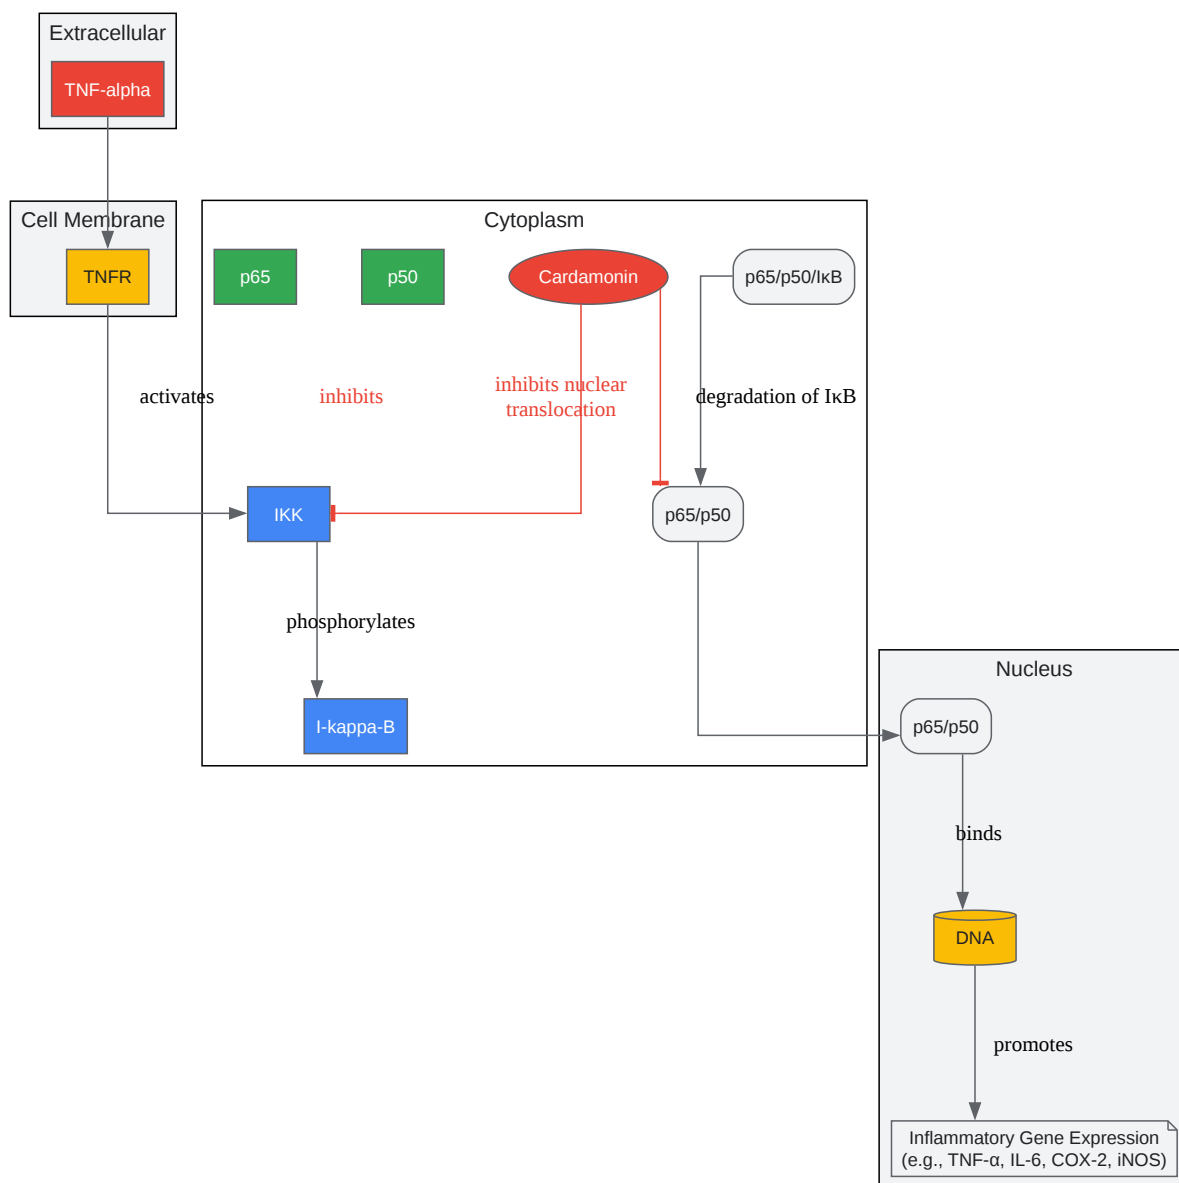 Extracellular
TNF-alpha
Cell Membrane
TNFR
Cytoplasm
p65
p50
Cardamonin
p65/p50/IκB
activates
inhibits
inhibits nuclear
translocation
degradation of IκB
IKK
p65/p50
phosphorylates
I-kappa-B
Nucleus
p65/p50
binds
DNA
promotes
Inflammatory Gene Expression
(e.g., TNF-α, IL-6, COX-2, iNOS)